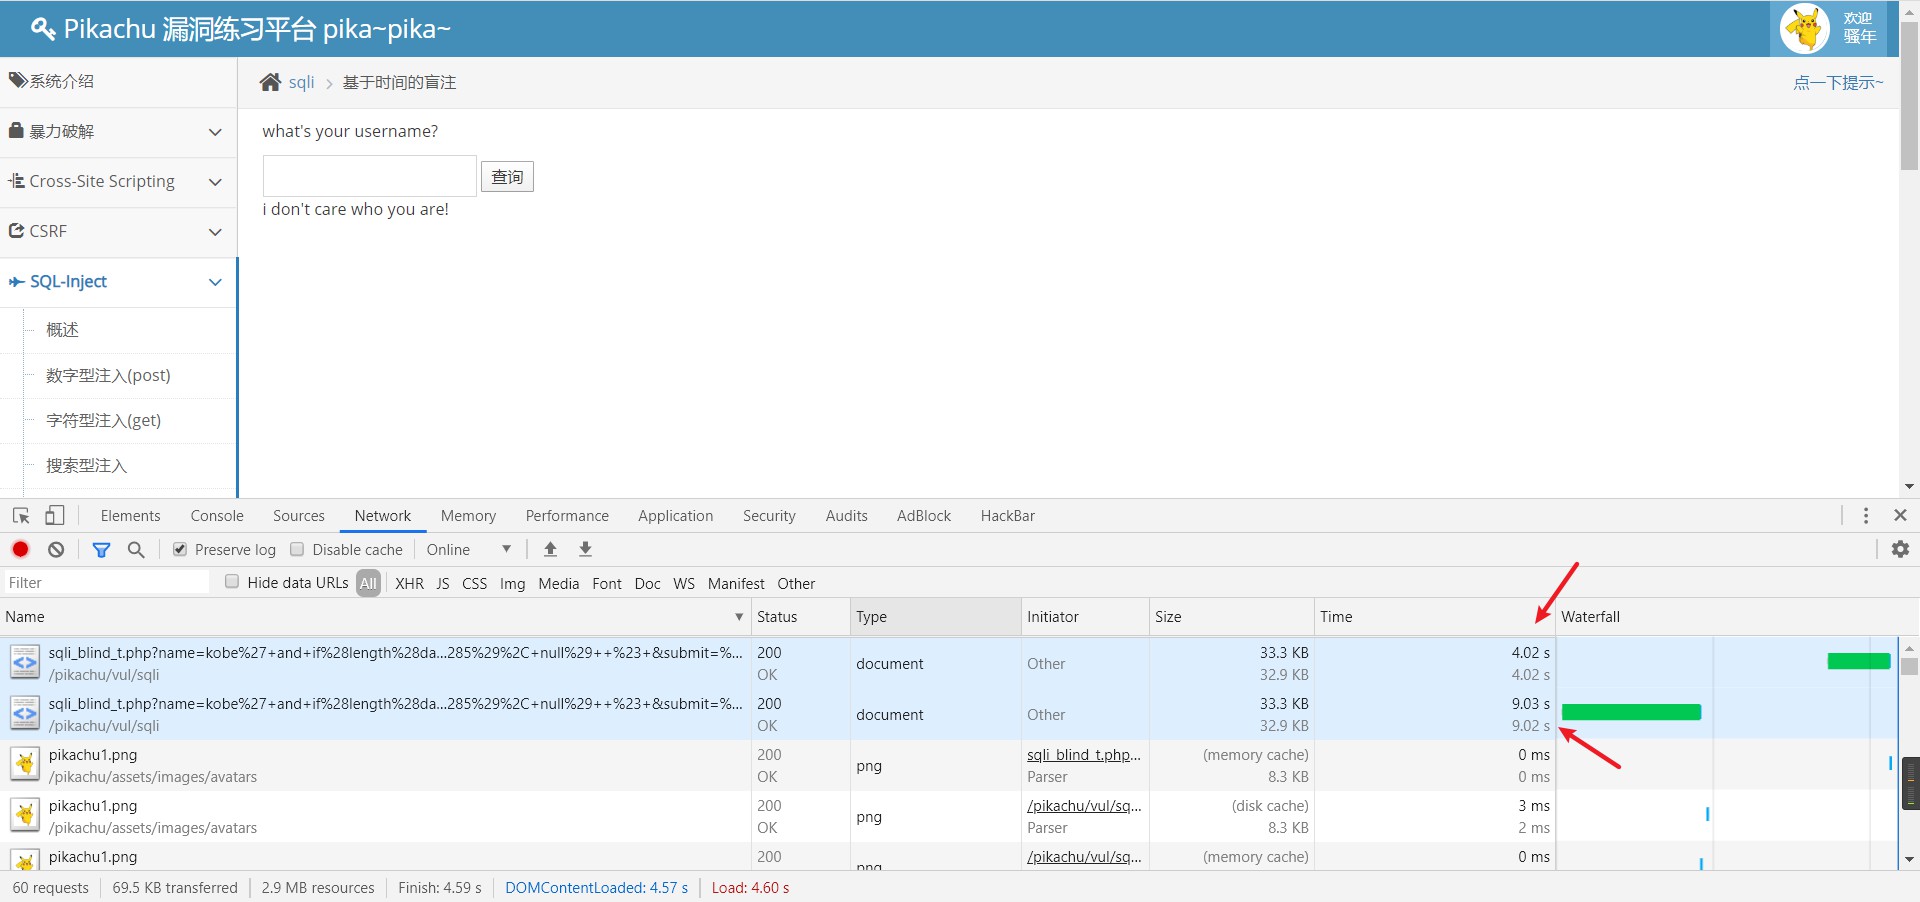 Pikachu 漏洞练习平台 pika~pika~
欢迎
骚年
系统介绍
暴力破解
Cross-Site Scripting
CSRF
SQL-Inject
概述
数字型注入(post)
字符型注入(get)
搜索型注入
sqli 基于时间的盲注 点一下提示~
what's your username?
查询
i don't care who you are!
Elements Console Sources Network Memory Performance Application Security Audits AdBlock HackBar
Preserve log Disable cache Online
Filter Hide data URLs All XHR JS CSS Img Media Font Doc WS Manifest Other
Name Status Type Initiator Size Time Waterfall
sqli_blind_t.php?name=kobe%27+and+if%28length%28da...285%29%2C+null%29++%23+&submit=%... 200 document Other 33.3 KB 4.02 s
/pikachu/vul/sqli OK 32.9 KB 4.02 s
sqli_blind_t.php?name=kobe%27+and+if%28length%28da...285%29%2C+null%29++%23+&submit=%... 200 document Other 33.3 KB 9.03 s
/pikachu/vul/sqli OK 32.9 KB 9.02 s
pikachu1.png 200 png sqli_blind_t.php... (memory cache) 0 ms
/pikachu/assets/images/avatars OK Parser 8.3 KB 0 ms
pikachu1.png 200 png /pikachu/vul/sq... (disk cache) 3 ms
/pikachu/assets/images/avatars OK Parser 8.3 KB 2 ms
pikachu1.png 200 png /pikachu/vul/sq... (memory cache) 0 ms
60 requests 69.5 KB transferred 2.9 MB resources Finish: 4.59 s DOMContentLoaded: 4.57 s Load: 4.60 s